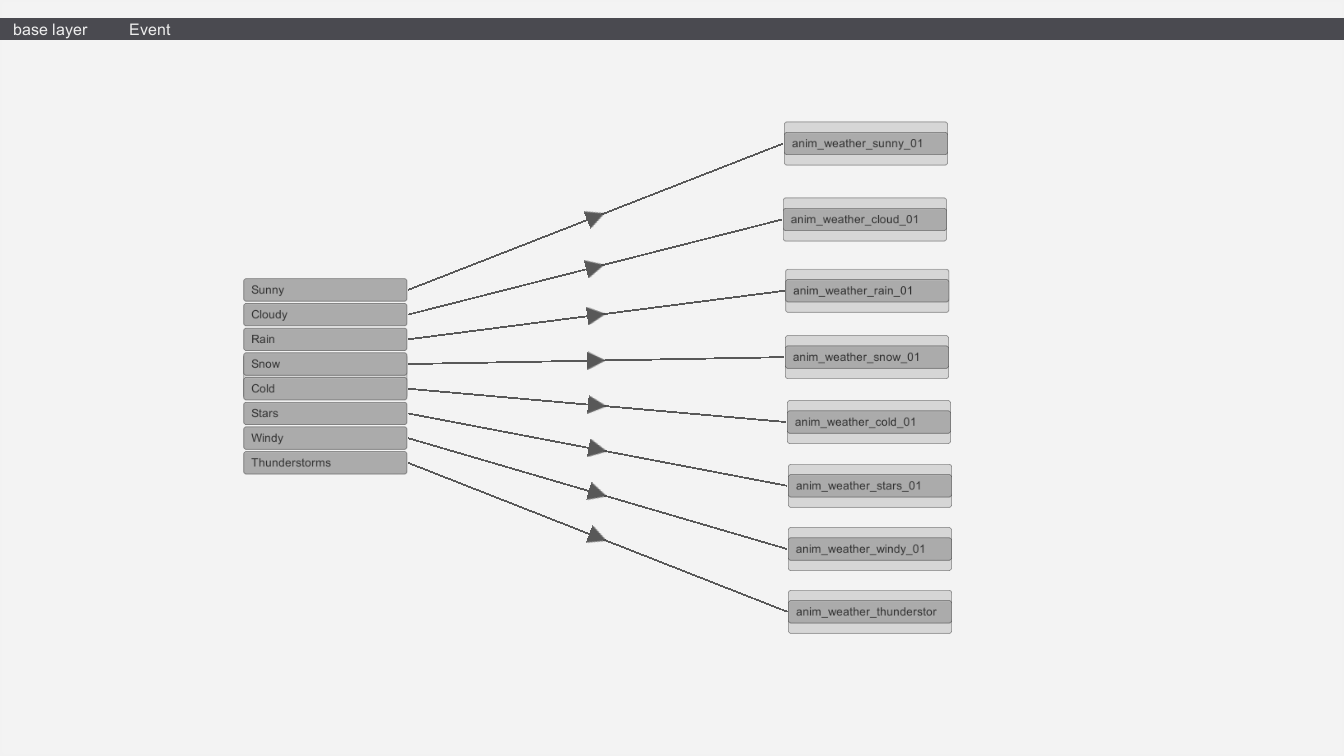 base layer Event
Sunny
Cloudy
Rain
Snow
Cold
Stars
Windy
Thunderstorms
anim_weather_sunny_01
anim_weather_cloud_01
anim_weather_rain_01
anim_weather_snow_01
anim_weather_cold_01
anim_weather_stars_01
anim_weather_windy_01
anim_weather_thunderstor